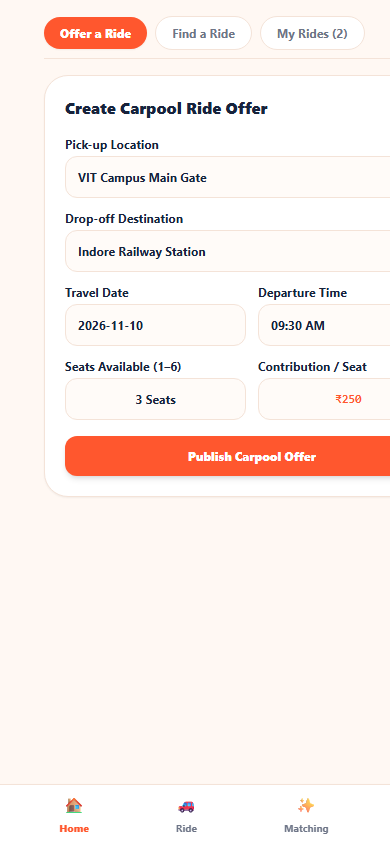 Offer a Ride Find a Ride My Rides (2)
Create Carpool Ride Offer
Pick-up Location
VIT Campus Main Gate
Drop-off Destination
Indore Railway Station
Travel Date Departure Time
2026-11-10 09:30 AM
Seats Available (1–6) Contribution / Seat
3 Seats ₹250
Publish Carpool Offer
Home Ride Matching